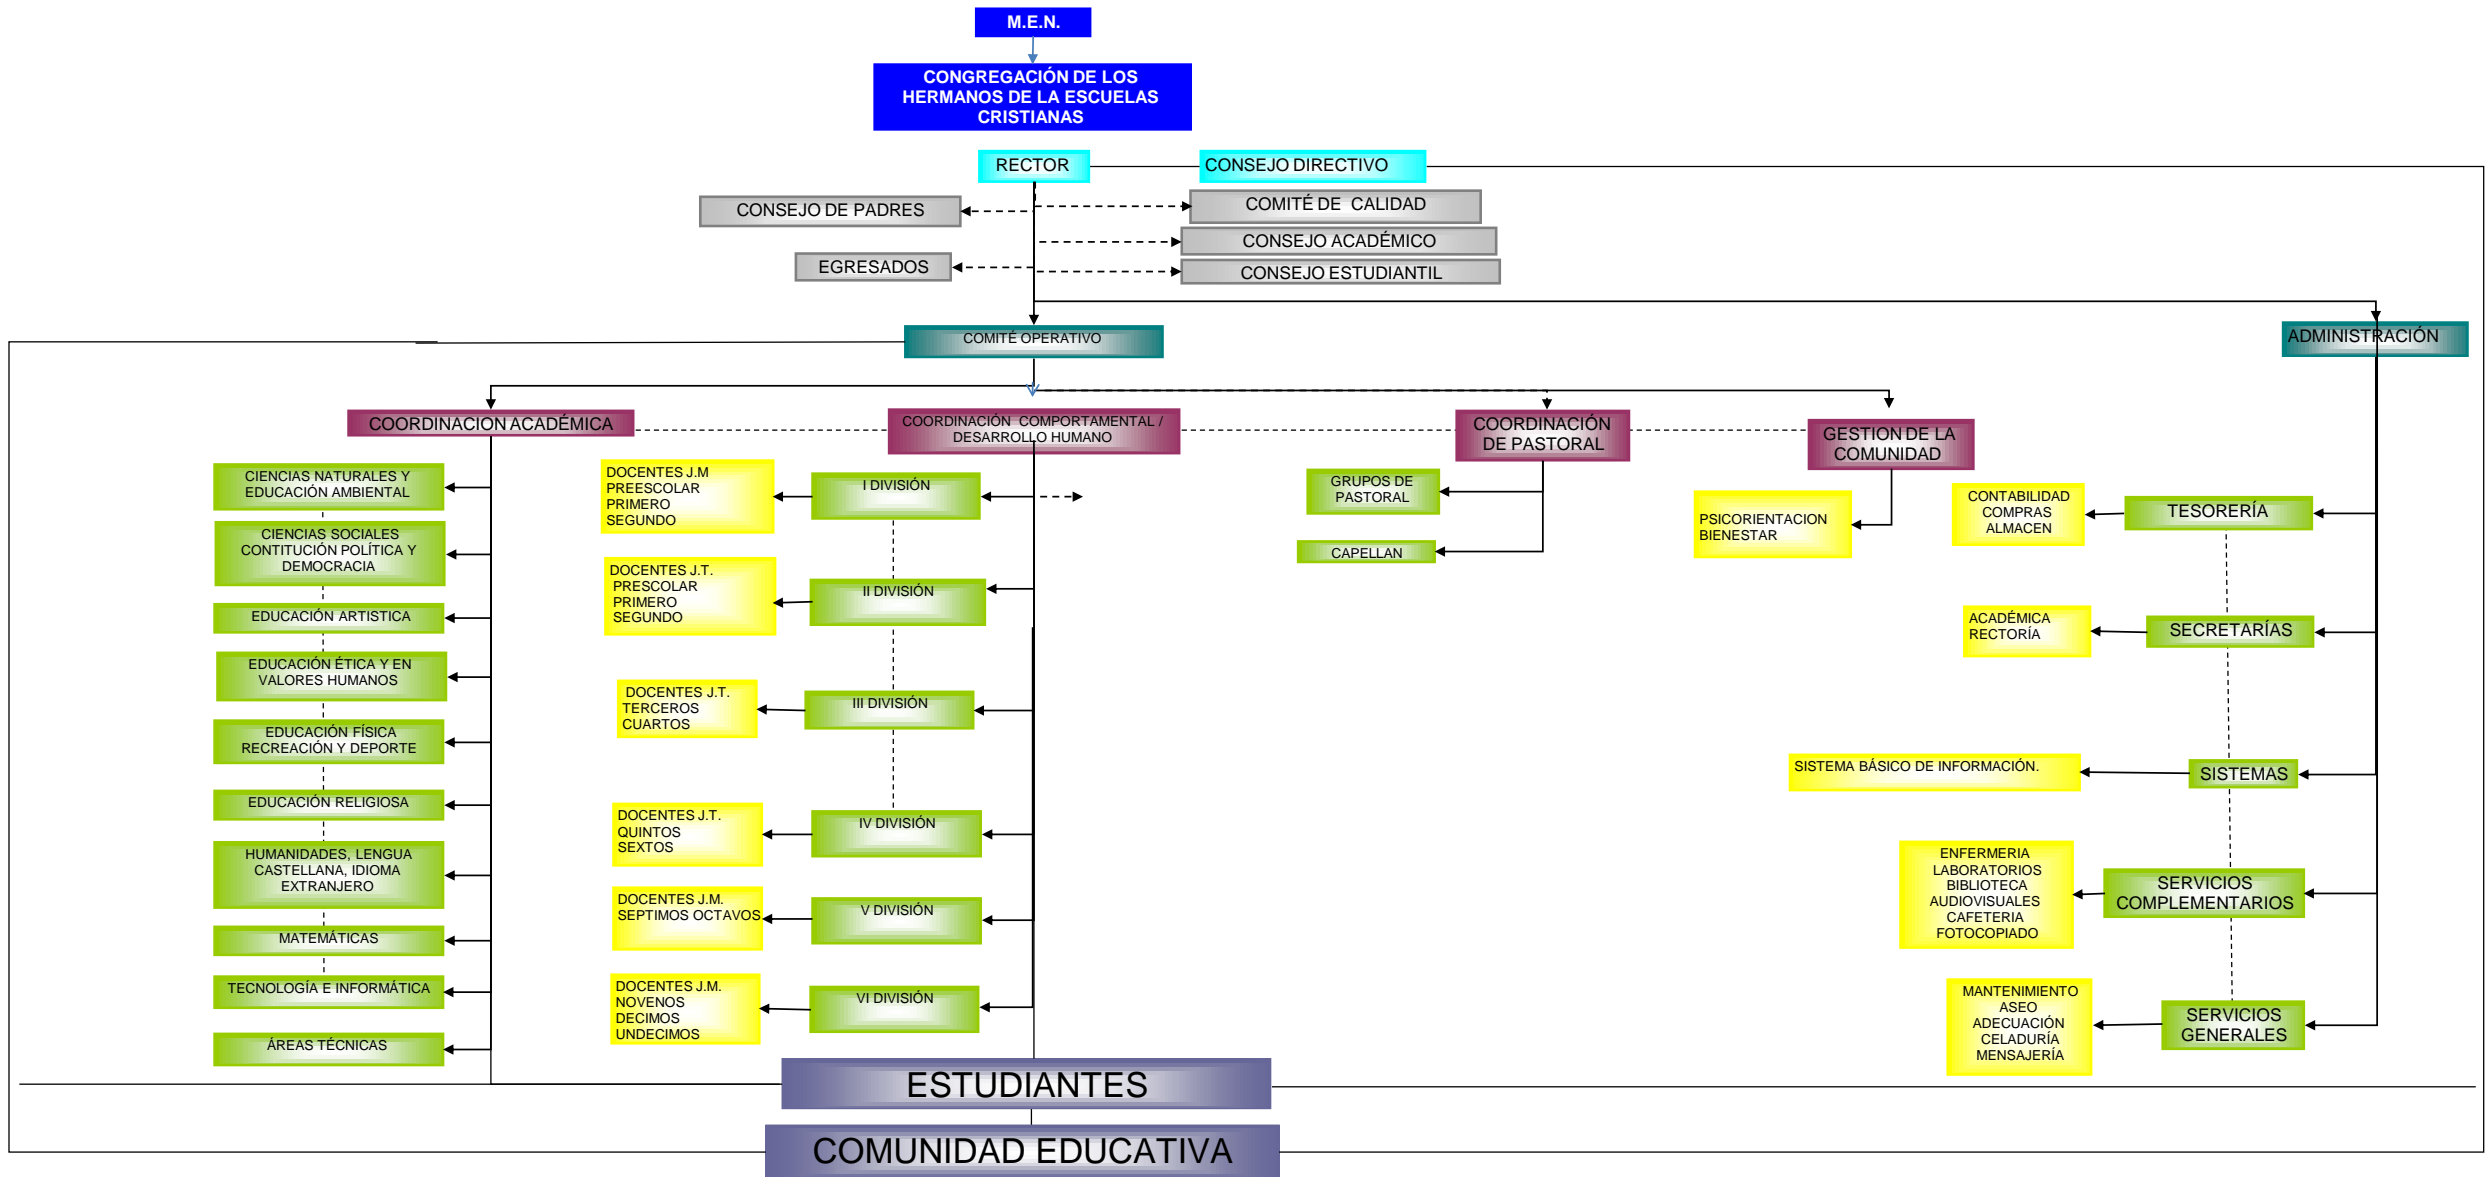 M.E.N.
CONGREGACIÓN DE LOS
HERMANOS DE LA ESCUELAS
CRISTIANAS
RECTOR
CONSEJO DIRECTIVO
CONSEJO DE PADRES
COMITÉ DE CALIDAD
CONSEJO ACADÉMICO
EGRESADOS
CONSEJO ESTUDIANTIL
COMITÉ OPERATIVO
ADMINISTRACIÓN
COORDINACION ACADÉMICA
COORDINACIÓN COMPORTAMENTAL /
DESARROLLO HUMANO
COORDINACIÓN
DE PASTORAL
GESTION DE LA
COMUNIDAD
CIENCIAS NATURALES Y
EDUCACIÓN AMBIENTAL
CIENCIAS SOCIALES
CONTITUCIÓN POLÍTICA Y
DEMOCRACIA
EDUCACIÓN ARTISTICA
EDUCACIÓN ÉTICA Y EN
VALORES HUMANOS
EDUCACIÓN FÍSICA
RECREACIÓN Y DEPORTE
EDUCACIÓN RELIGIOSA
HUMANIDADES, LENGUA
CASTELLANA, IDIOMA
EXTRANJERO
MATEMÁTICAS
TECNOLOGÍA E INFORMÁTICA
ÁREAS TÉCNICAS
DOCENTES J.M
PREESCOLAR
PRIMERO
SEGUNDO
I DIVISIÓN
DOCENTES J.T.
PRESCOLAR
PRIMERO
SEGUNDO
II DIVISIÓN
DOCENTES J.T.
TERCEROS
CUARTOS
III DIVISIÓN
DOCENTES J.T.
QUINTOS
SEXTOS
IV DIVISIÓN
DOCENTES J.M.
SEPTIMOS OCTAVOS
V DIVISIÓN
DOCENTES J.M.
NOVENOS
DECIMOS
UNDECIMOS
VI DIVISIÓN
GRUPOS DE
PASTORAL
CAPELLAN
PSICORIENTACION
BIENESTAR
CONTABILIDAD
COMPRAS
ALMACEN
TESORERÍA
ACADÉMICA
RECTORÍA
SECRETARÍAS
SISTEMA BÁSICO DE INFORMACIÓN.
SISTEMAS
ENFERMERIA
LABORATORIOS
BIBLIOTECA
AUDIOVISUALES
CAFETERIA
FOTOCOPIADO
SERVICIOS
COMPLEMENTARIOS
MANTENIMIENTO
ASEO
ADECUACIÓN
CELADURÍA
MENSAJERÍA
SERVICIOS
GENERALES
ESTUDIANTES
COMUNIDAD EDUCATIVA